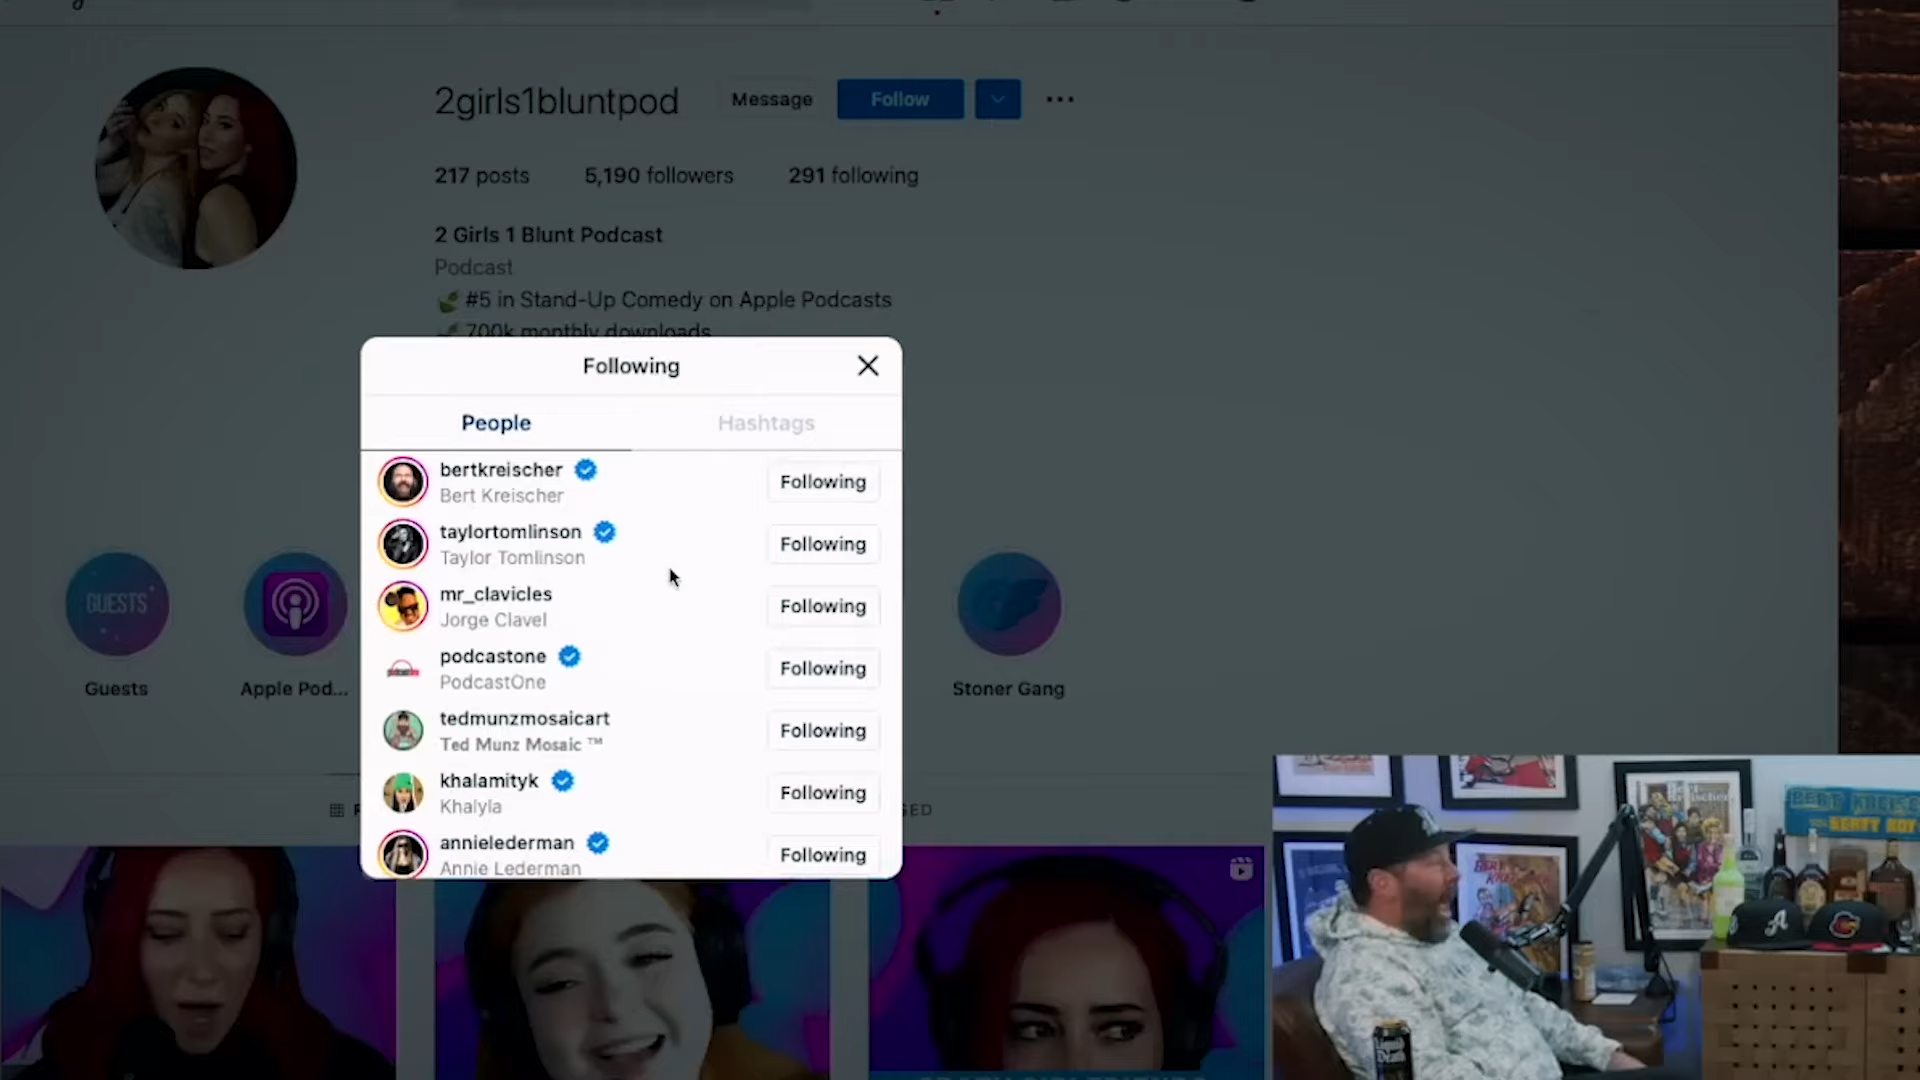 2girls1bluntpod
Message
Follow
217 posts
5,190 followers
291 following
2 Girls 1 Blunt Podcast
Podcast
#5 in Stand-Up Comedy on Apple Podcasts
700k monthly downloads
Following
People
Hashtags
bertkreischer
Bert Kreischer
Following
taylortomlinson
Taylor Tomlinson
Following
mr_clavicles
Jorge Clavel
Following
podcastone
PodcastOne
Following
tedmunzmosaicart
Ted Munz Mosaic ™
Following
khalamityk
Khalyla
Following
annielederman
Annie Lederman
Following
GUESTS
Guests
Apple Pod...
Stoner Gang
A
Liquid
Death